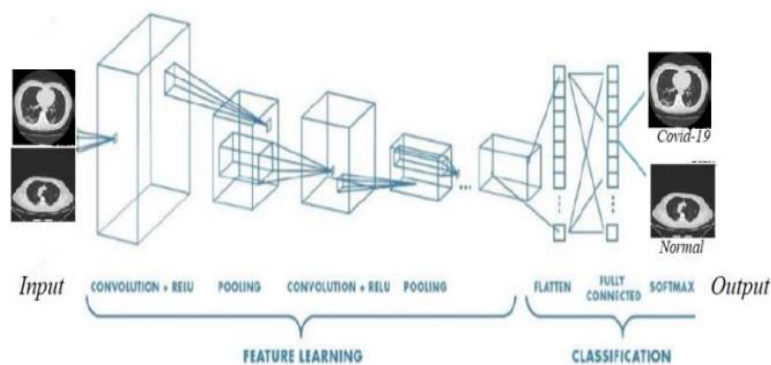 Covid-19
Normal
Input CONVOLUTION + RELU POOLING CONVOLUTION + RELU POOLING FLATTEN FULLY CONNECTED SOFTMAX Output
FEATURE LEARNING CLASSIFICATION